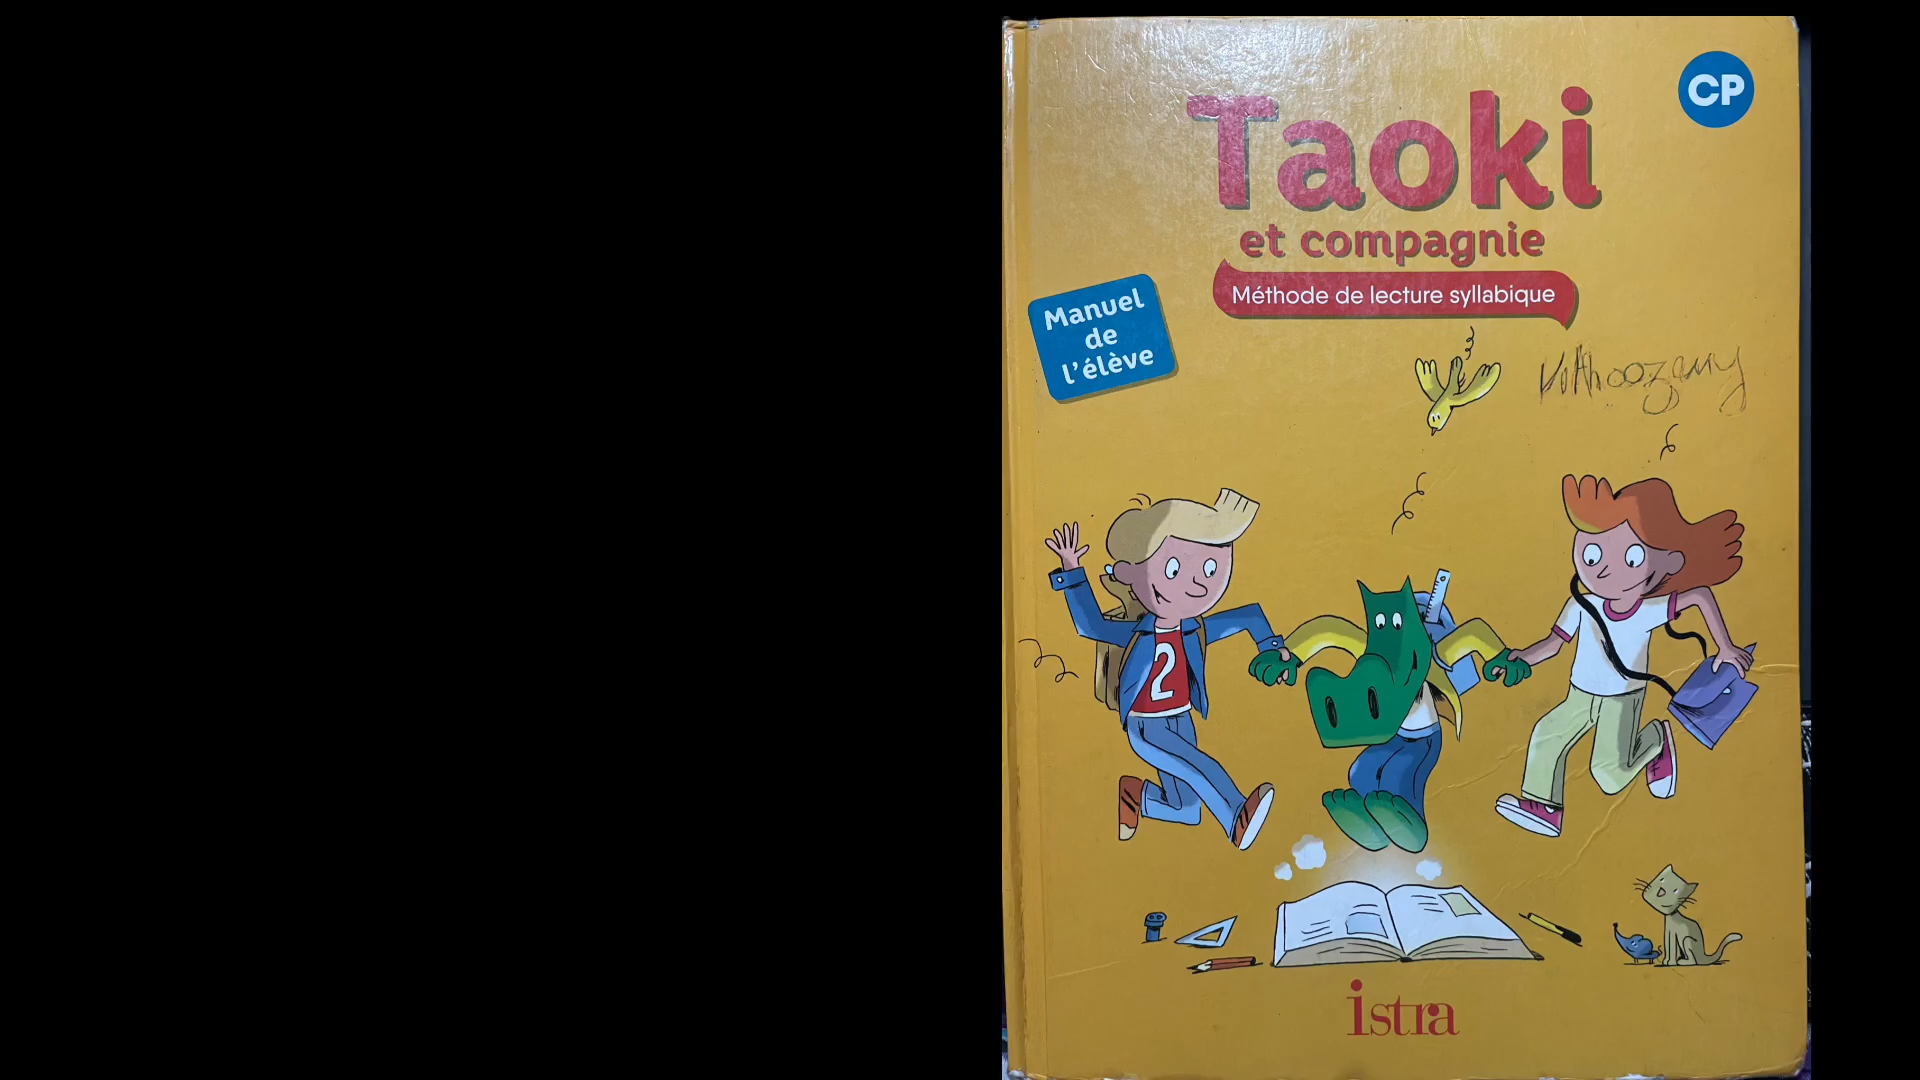 CP
Taoki
et compagnie
Méthode de lecture syllabique
Manuel
de
l'élève
2
istra